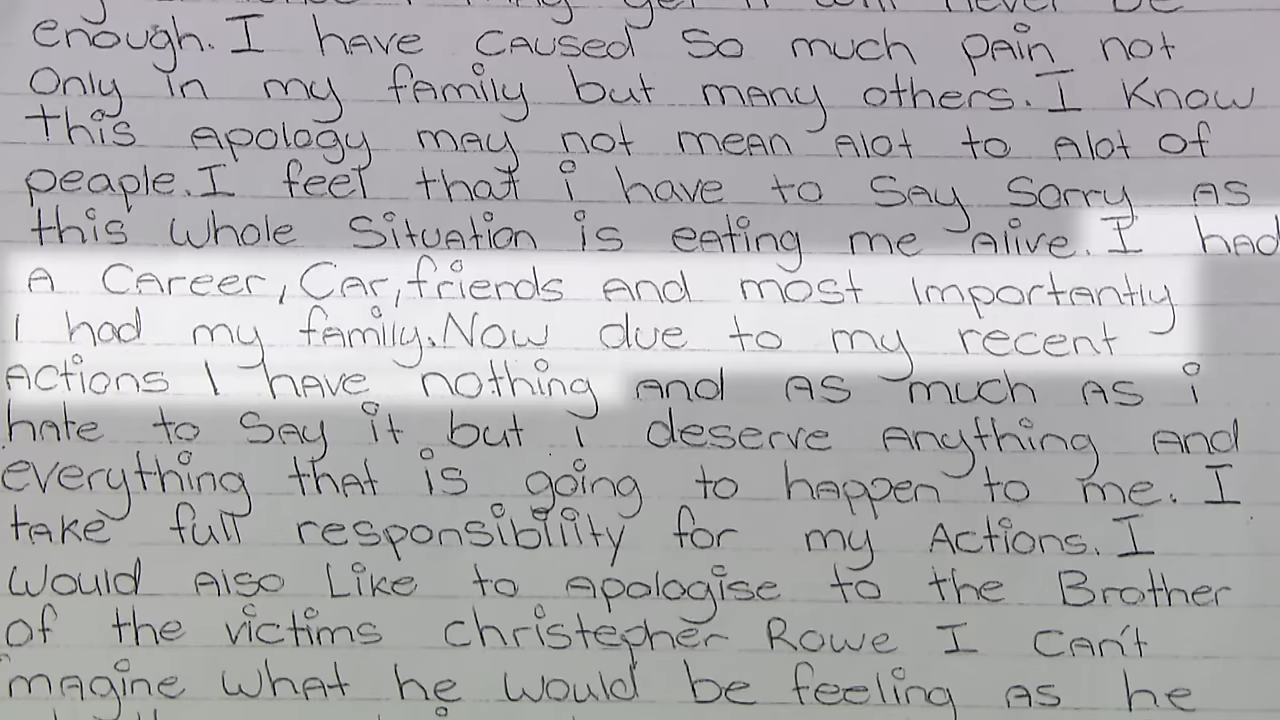 never be
enough. I have caused so much pain not
Only in my family but many others. I know
this apology may not mean alot to alot of
peaple. I feel that i have to say sorry as
this whole situation is eating me alive. I had
a career, car, friends and most importantly
I had my family. Now due to my recent
actions I have nothing and as much as i
hate to say it but i deserve anything and
everything that is going to happen to me. I
take full responsibility for my actions. I
would also like to apologise to the Brother
of the victims christepher Rowe I can't
imagine what he would be feeling as he